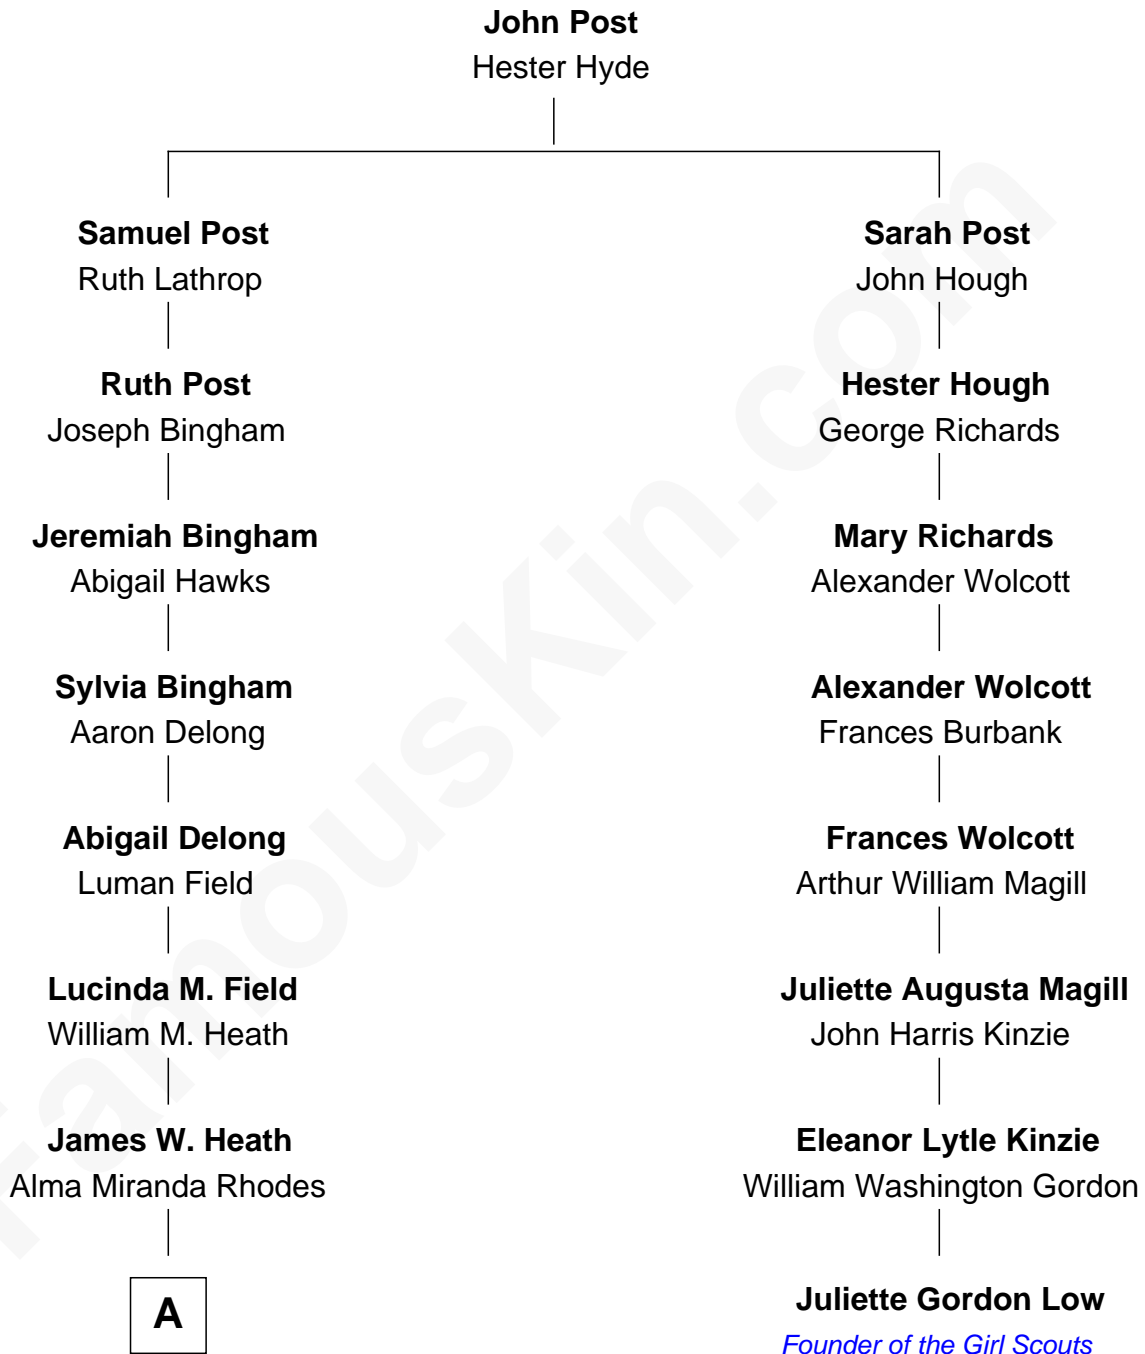 John Post
Hester Hyde
Samuel Post
Ruth Lathrop
Sarah Post
John Hough
Ruth Post
Joseph Bingham
Hester Hough
George Richards
Jeremiah Bingham
Abigail Hawks
Mary Richards
Alexander Wolcott
Sylvia Bingham
Aaron Delong
Alexander Wolcott
Frances Burbank
Abigail Delong
Luman Field
Frances Wolcott
Arthur William Magill
Lucinda M. Field
William M. Heath
Juliette Augusta Magill
John Harris Kinzie
James W. Heath
Alma Miranda Rhodes
Eleanor Lytle Kinzie
William Washington Gordon
A
Juliette Gordon Low
Founder of the Girl Scouts
FamousKin.com